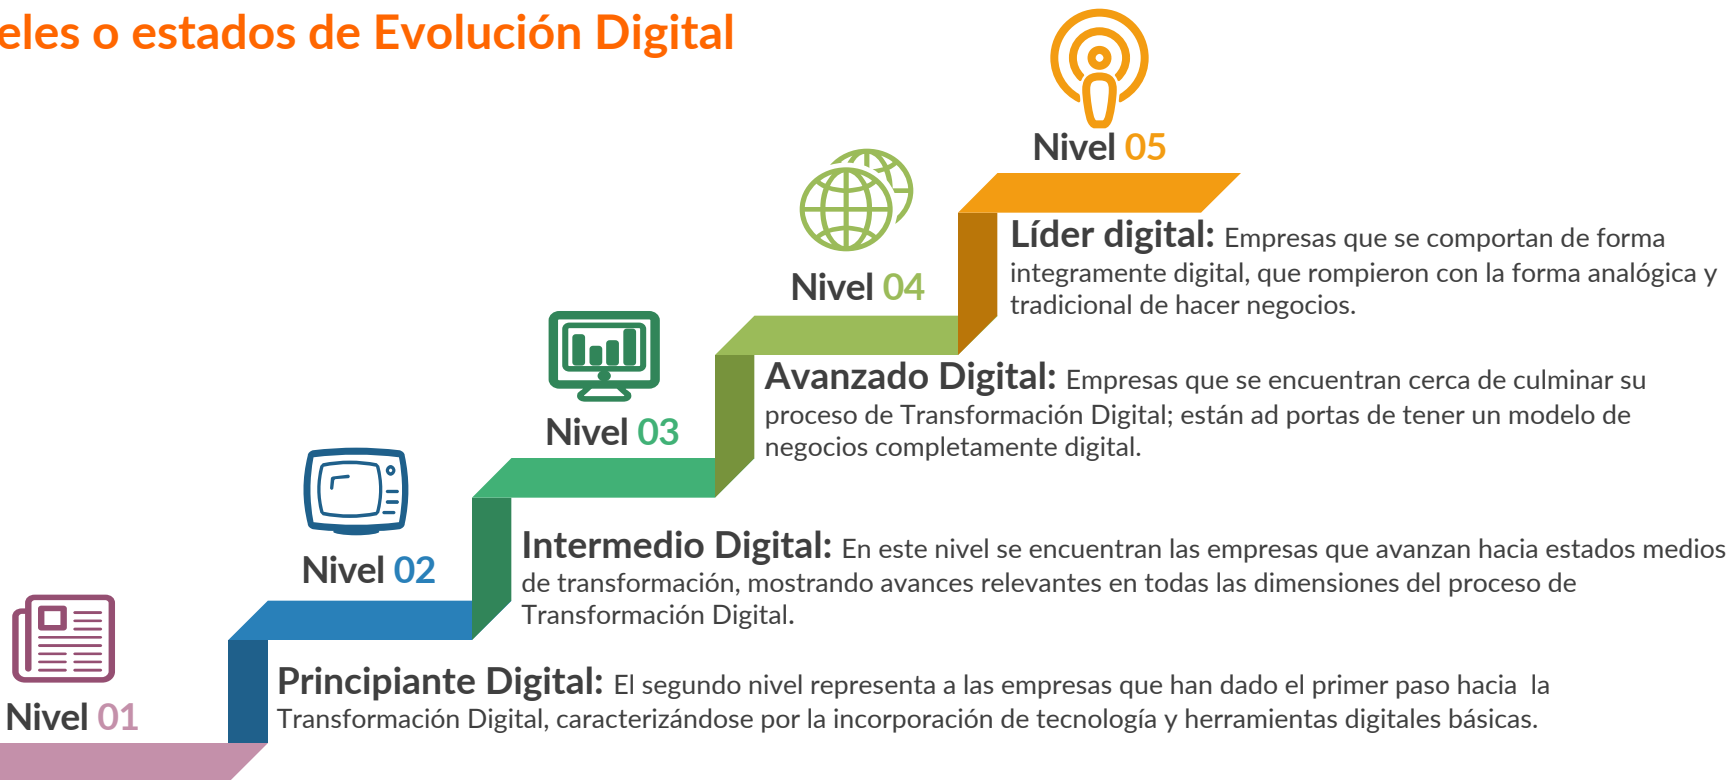 eles o estados de Evolución Digital
Nivel 05
Líder digital: Empresas que se comportan de forma
integramente digital, que rompieron con la forma analógica y
tradicional de hacer negocios.
Nivel 04
Avanzado Digital: Empresas que se encuentran cerca de culminar su
proceso de Transformación Digital; están ad portas de tener un modelo de
negocios completamente digital.
Nivel 03
Intermedio Digital: En este nivel se encuentran las empresas que avanzan hacia estados medios
de transformación, mostrando avances relevantes en todas las dimensiones del proceso de
Transformación Digital.
Nivel 02
Principiante Digital: El segundo nivel representa a las empresas que han dado el primer paso hacia la
Transformación Digital, caracterizándose por la incorporación de tecnología y herramientas digitales básicas.
Nivel 01